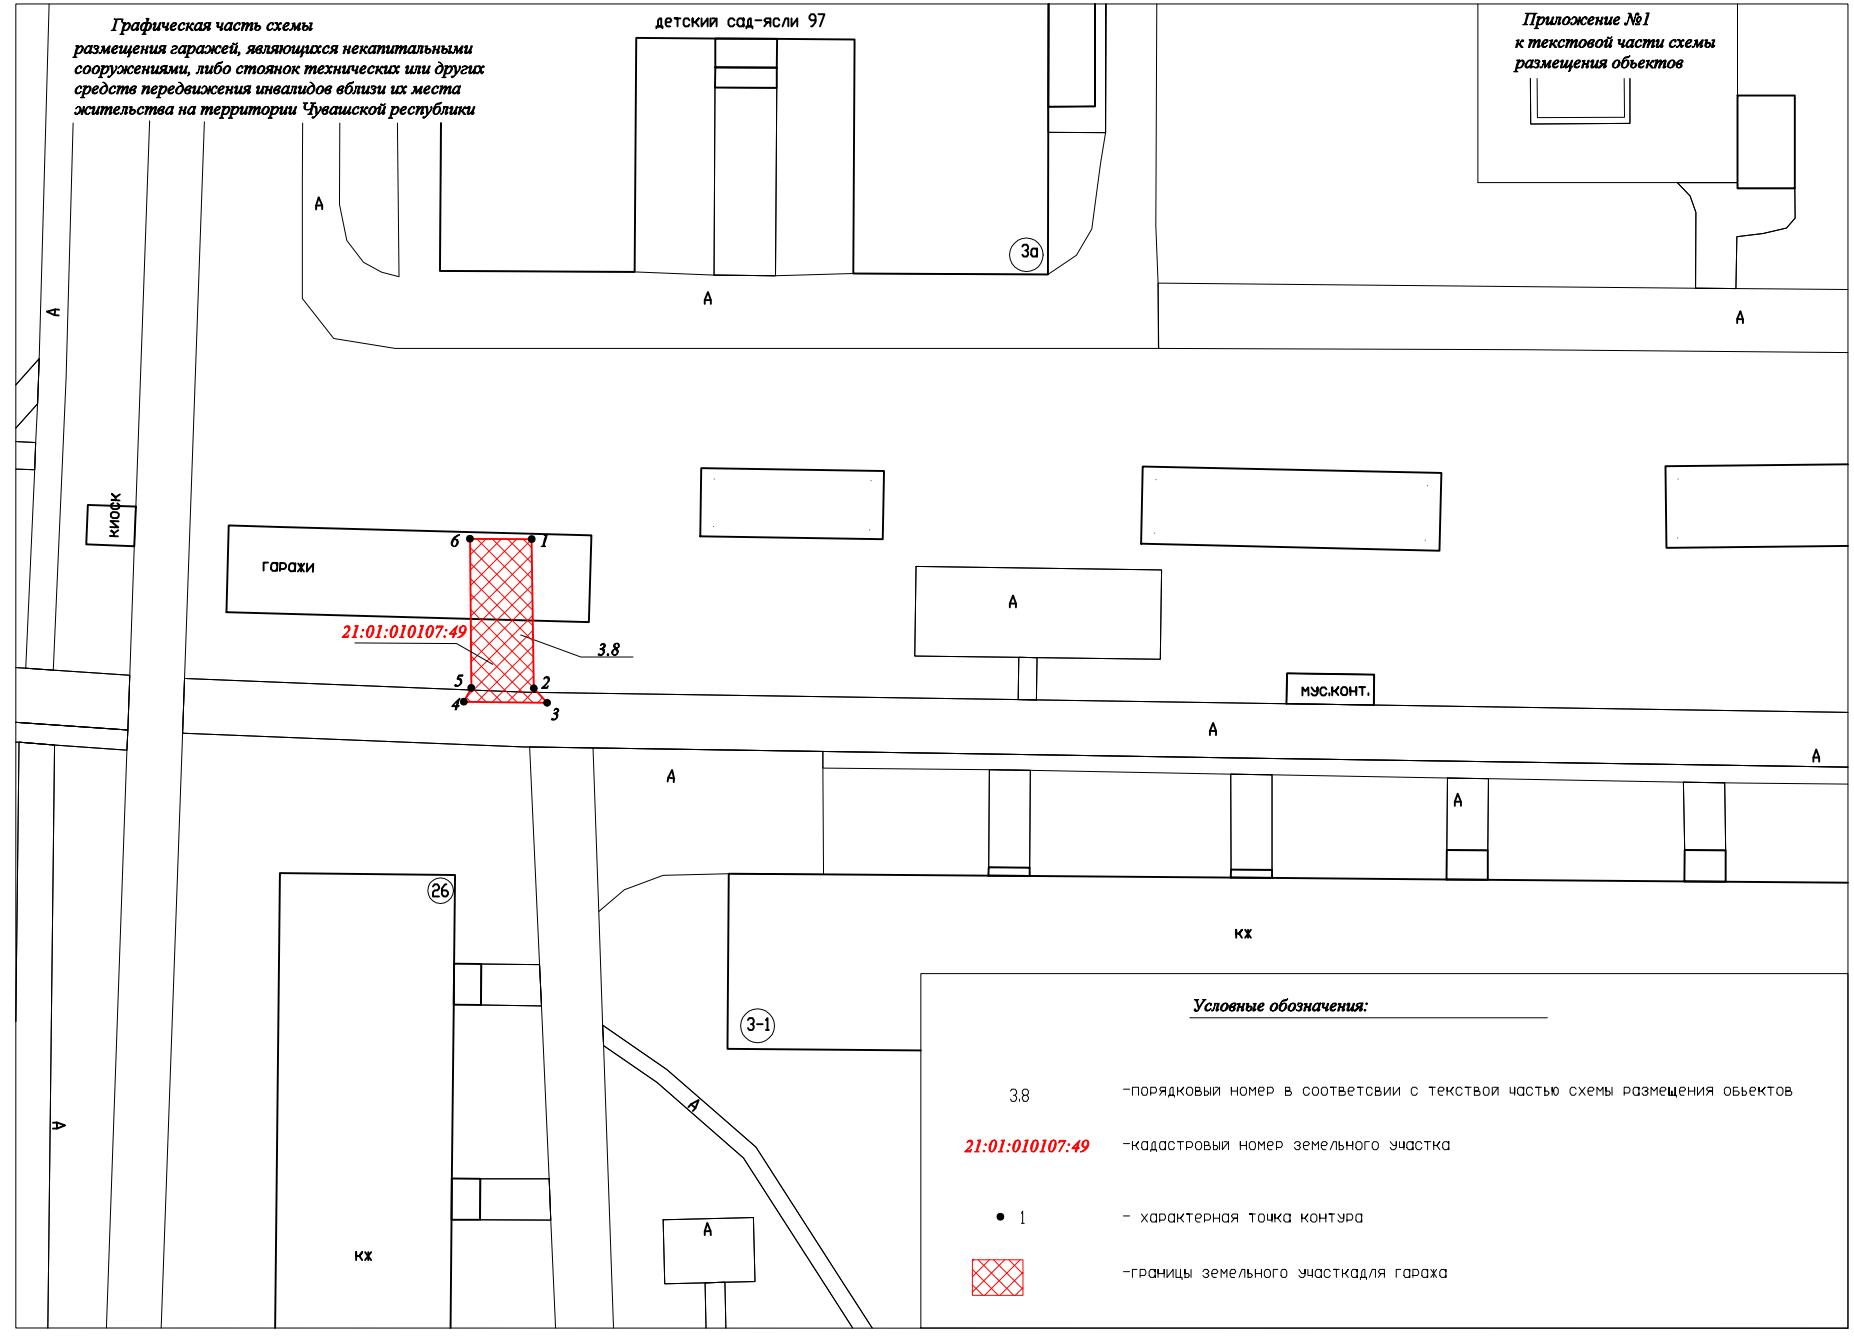 Графическая часть схемы
размещения гаражей, являющихся некапитальными
сооружениями, либо стоянок технических или других
средств передвижения инвалидов вблизи их места
жительства на территории Чувашской республики
детский сад-ясли 97
Приложение №1
к текстовой части схемы
размещения обьектов
А
3а
А
А
А
киоск
гаражи
6
1
21:01:010107:49
3.8
5
2
4
3
А
мус.конт.
А
А
А
А
26
кж
3-1
А
А
А
кж
Условные обозначения:
3.8
-порядковый номер в соответсвии с текствой частью схемы размещения обьектов
21:01:010107:49
-кадастровый номер земельного участка
1
- характерная точка контура
-границы земельного участкадля гаража